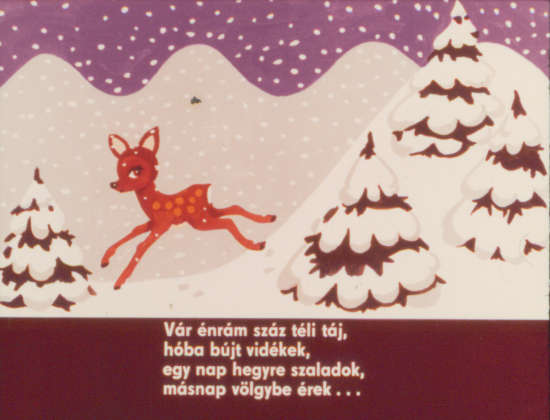 Vár énrám száz téli táj,
hóba bújt vidékek,
egy nap hegyre szaladok,
másnap völgybe érek...